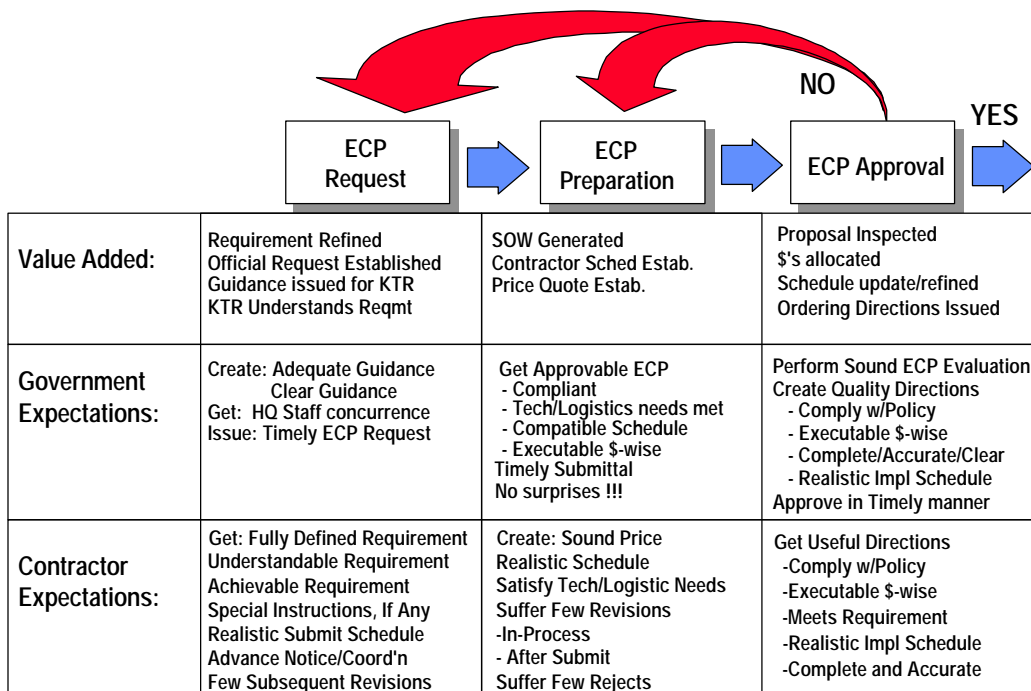 NO
YES
ECP
Request
ECP
Preparation
ECP Approval
Value Added:
Requirement Refined
Official Request Established
Guidance issued for KTR
KTR Understands Reqmt
SOW Generated
Contractor Sched Estab.
Price Quote Estab.
Proposal Inspected
$'s allocated
Schedule update/refined
Ordering Directions Issued
Government
Expectations:
Create: Adequate Guidance
Clear Guidance
Get: HQ Staff concurrence
Issue: Timely ECP Request
Get Approvable ECP
- Compliant
- Tech/Logistics needs met
- Compatible Schedule
- Executable $-wise
Timely Submittal
No surprises !!!
Perform Sound ECP Evaluation
Create Quality Directions
- Comply w/Policy
- Executable $-wise
- Complete/Accurate/Clear
- Realistic Impl Schedule
Approve in Timely manner
Contractor
Expectations:
Get: Fully Defined Requirement
Understandable Requirement
Achievable Requirement
Special Instructions, If Any
Realistic Submit Schedule
Advance Notice/Coord'n
Few Subsequent Revisions
Create: Sound Price
Realistic Schedule
Satisfy Tech/Logistic Needs
Suffer Few Revisions
-In-Process
- After Submit
Suffer Few Rejects
Get Useful Directions
-Comply w/Policy
-Executable $-wise
-Meets Requirement
-Realistic Impl Schedule
-Complete and Accurate